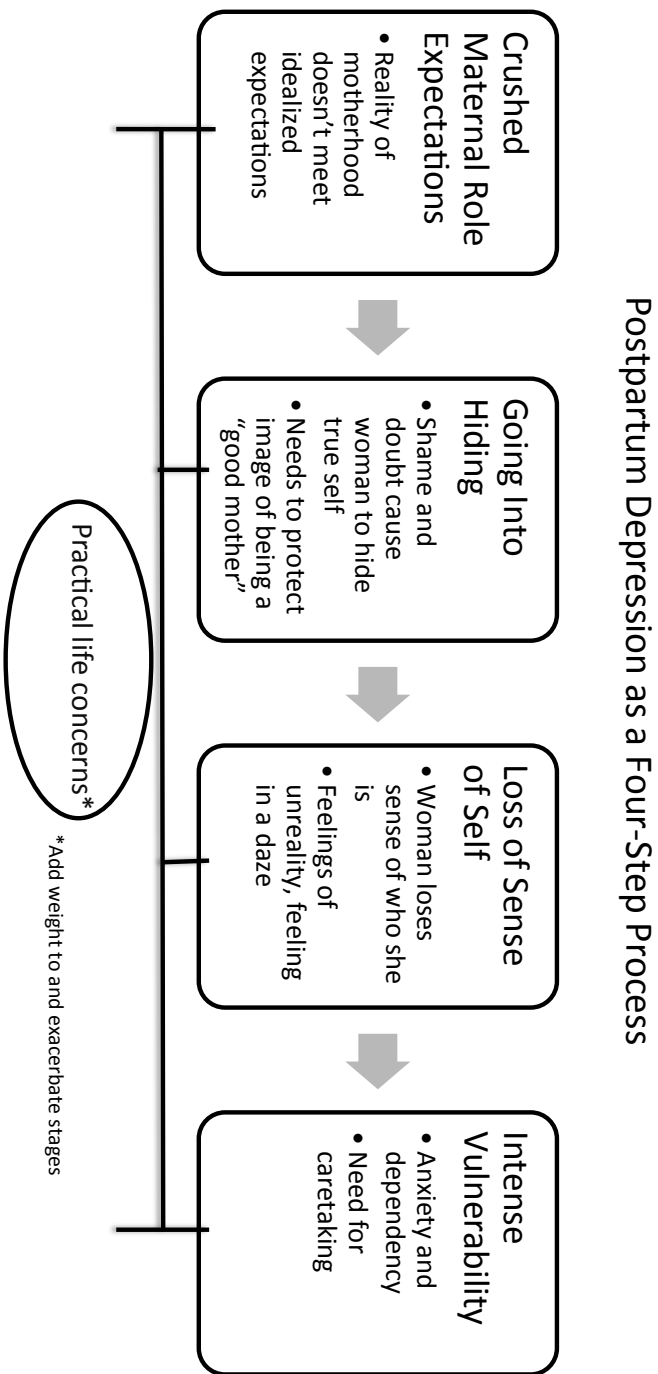 Postpartum Depression as a Four-Step Process
Crushed
Maternal Role
Expectations
• Reality of
motherhood
doesn’t meet
idealized
expectations
Going Into
Hiding
• Shame and
doubt cause
woman to hide
true self
• Needs to protect
image of being a
“good mother”
Loss of Sense
of Self
• Woman loses
sense of who she
is
• Feelings of
unreality, feeling
in a daze
Intense
Vulnerability
• Anxiety and
dependency
• Need for
caretaking
Practical life concerns*
*Add weight to and exacerbate stages